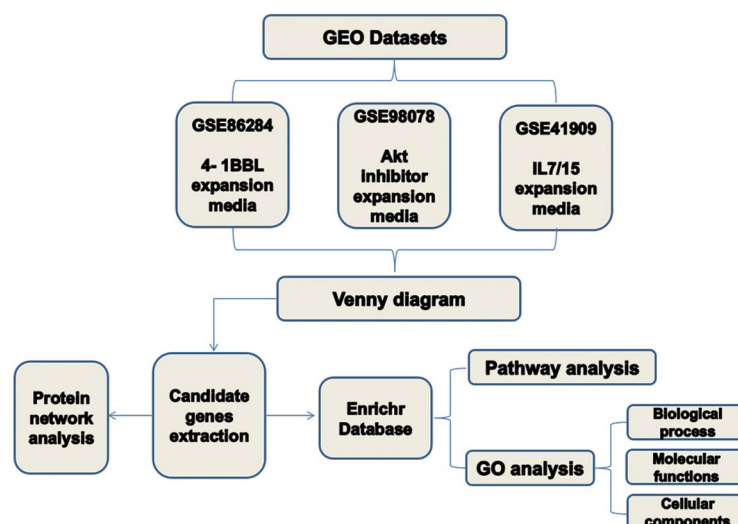 GEO Datasets
GSE86284
4- 1BBL
expansion
media
GSE98078
Akt
inhibitor
expansion
media
GSE41909
IL7/15
expansion
media
Venny diagram
Protein
network
analysis
Candidate
genes
extraction
Enrichr
Database
Pathway analysis
GO analysis
Biological
process
Molecular
functions
Cellular
components